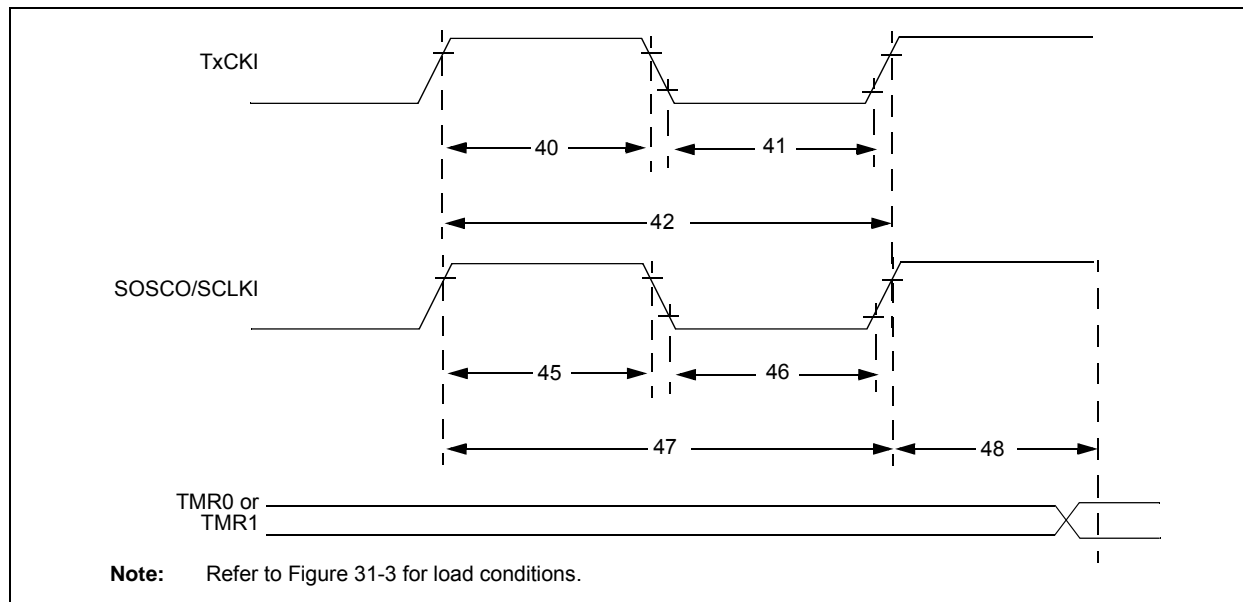 TxCKI
40
41
42
SOSCO/SCLKI
45
46
47
48
TMR0 or
TMR1
Note: Refer to Figure 31-3 for load conditions.